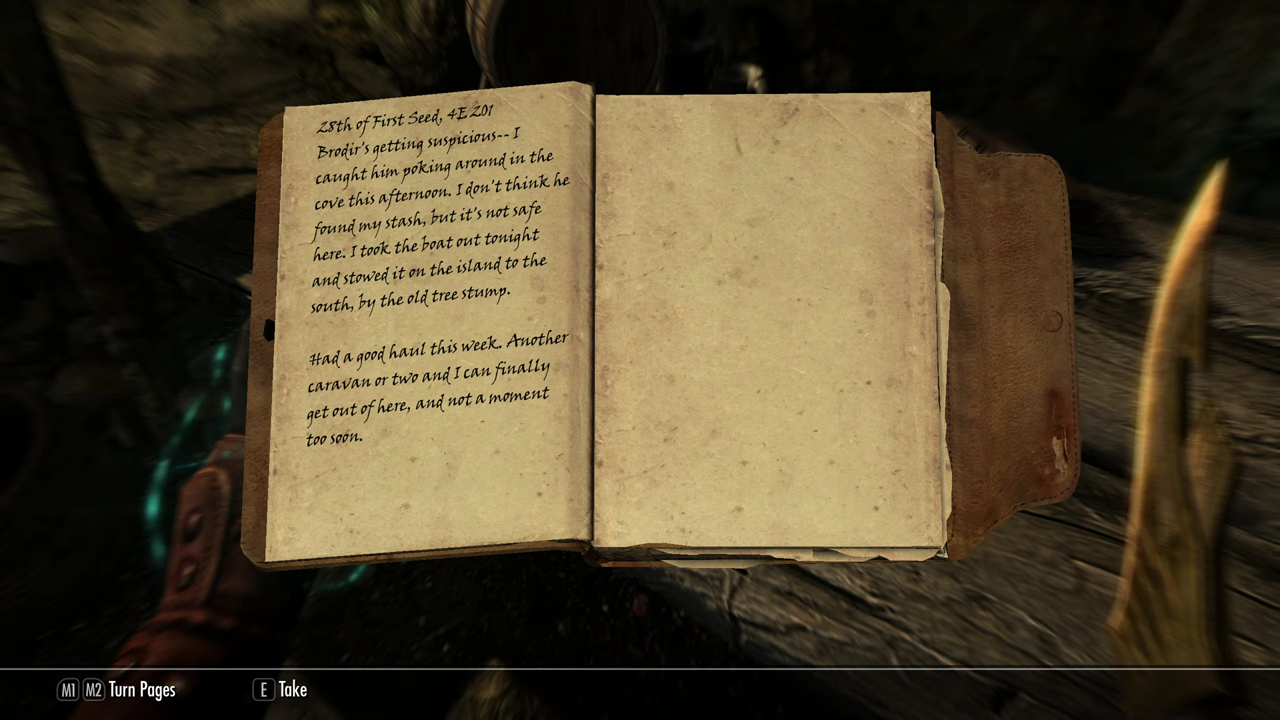 28th of First Seed, 4E 201
Brodir's getting suspicious-- I
caught him poking around in the
cove this afternoon. I don't think he
found my stash, but it's not safe
here. I took the boat out tonight
and stowed it on the island to the
south, by the old tree stump.
Had a good haul this week. Another
caravan or two and I can finally
get out of here, and not a moment
too soon.
M1 M2 Turn Pages
E Take